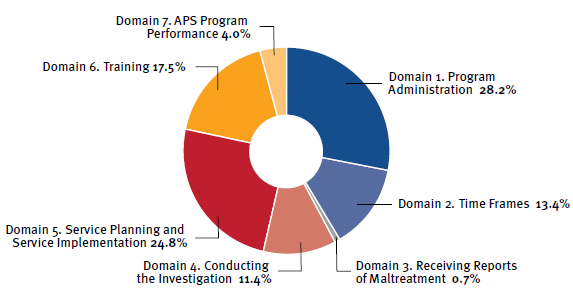 Domain 7. APS Program
Performance 4.0%
Domain 6. Training 17.5%
Domain 1. Program
Administration 28.2%
Domain 2. Time Frames 13.4%
Domain 5. Service Planning and
Service Implementation 24.8%
Domain 4. Conducting
the Investigation 11.4%
Domain 3. Receiving Reports
of Maltreatment 0.7%